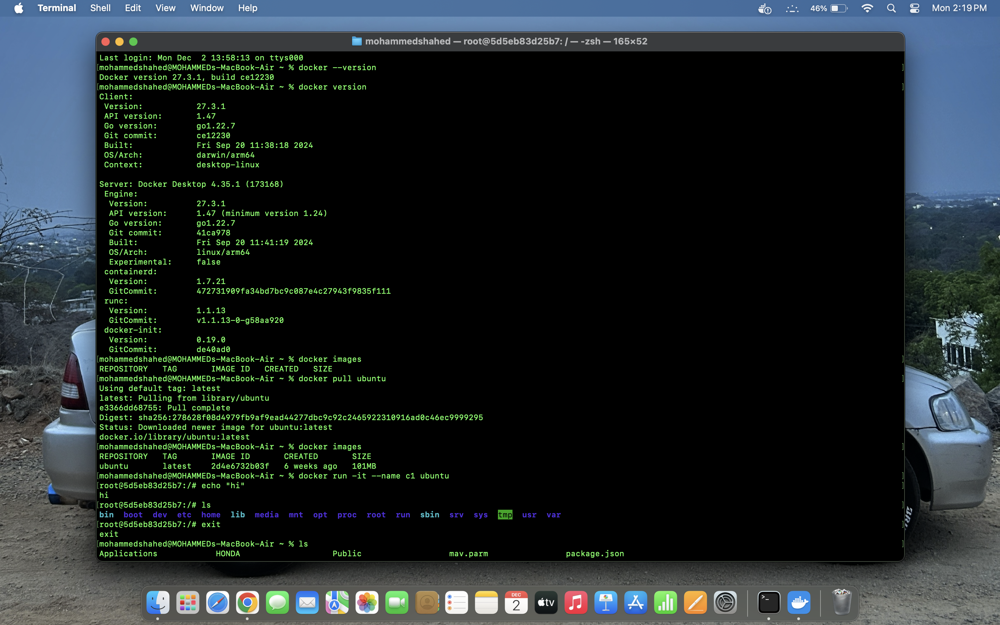 Terminal Shell Edit View Window Help 46% Mon 2:19 PM
mohammedshahed — root@5d5eb83d25b7: / — -zsh — 165×52
Last login: Mon Dec  2 13:58:13 on ttys000
[mohammedshahed@MOHAMMEDs-MacBook-Air ~ % docker --version ]
Docker version 27.3.1, build ce12230
[mohammedshahed@MOHAMMEDs-MacBook-Air ~ % docker version ]
Client:
 Version:           27.3.1
 API version:       1.47
 Go version:        go1.22.7
 Git commit:        ce12230
 Built:             Fri Sep 20 11:38:18 2024
 OS/Arch:           darwin/arm64
 Context:           desktop-linux
Server: Docker Desktop 4.35.1 (173168)
 Engine:
  Version:          27.3.1
  API version:      1.47 (minimum version 1.24)
  Go version:       go1.22.7
  Git commit:       41ca978
  Built:            Fri Sep 20 11:41:19 2024
  OS/Arch:          linux/arm64
  Experimental:     false
 containerd:
  Version:          1.7.21
  GitCommit:        472731909fa34bd7bc9c087e4c27943f9835f111
 runc:
  Version:          1.1.13
  GitCommit:        v1.1.13-0-g58aa920
 docker-init:
  Version:          0.19.0
  GitCommit:        de40ad0
[mohammedshahed@MOHAMMEDs-MacBook-Air ~ % docker images ]
REPOSITORY   TAG       IMAGE ID   CREATED   SIZE
[mohammedshahed@MOHAMMEDs-MacBook-Air ~ % docker pull ubuntu ]
Using default tag: latest
latest: Pulling from library/ubuntu
e3366dd68755: Pull complete
Digest: sha256:278628f08d4979fb9af9ead44277dbc9c92c2465922310916ad0c46ec9999295
Status: Downloaded newer image for ubuntu:latest
docker.io/library/ubuntu:latest
[mohammedshahed@MOHAMMEDs-MacBook-Air ~ % docker images ]
REPOSITORY   TAG       IMAGE ID       CREATED       SIZE
ubuntu       latest    2d4e6732b03f   6 weeks ago   101MB
[mohammedshahed@MOHAMMEDs-MacBook-Air ~ % docker run -it --name c1 ubuntu ]
[root@5d5eb83d25b7:/# echo "hi" ]
hi
[root@5d5eb83d25b7:/# ls ]
bin  boot  dev  etc  home  lib  media  mnt  opt  proc  root  run  sbin  srv  sys  tmp  usr  var
[root@5d5eb83d25b7:/# exit ]
exit
[mohammedshahed@MOHAMMEDs-MacBook-Air ~ % ls ]
Applications HONDA Public mav.parm package.json
DEC
2
tv